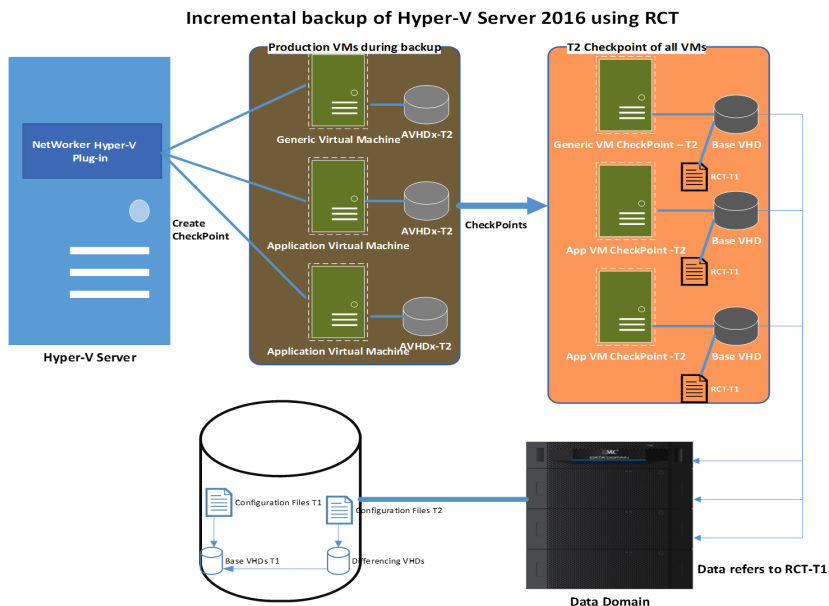 Incremental backup of Hyper-V Server 2016 using RCT
Production VMs during backup
T2 Checkpoint of all VMs
NetWorker Hyper-V
Plug-in
Create
CheckPoint
Hyper-V Server
Generic Virtual Machine
AVHDx-T2
Application Virtual Machine
AVHDx-T2
Application Virtual Machine
AVHDx-T2
CheckPoints
Generic VM CheckPoint – T2
Base VHD
RCT-T1
App VM CheckPoint -T2
Base VHD
RCT-T1
App VM CheckPoint -T2
Base VHD
RCT-T1
Configuration Files T1
Configuration Files T2
Base VHDs T1
Differencing VHDs
EMC²
DATA DOMAIN
Data refers to RCT-T1
Data Domain